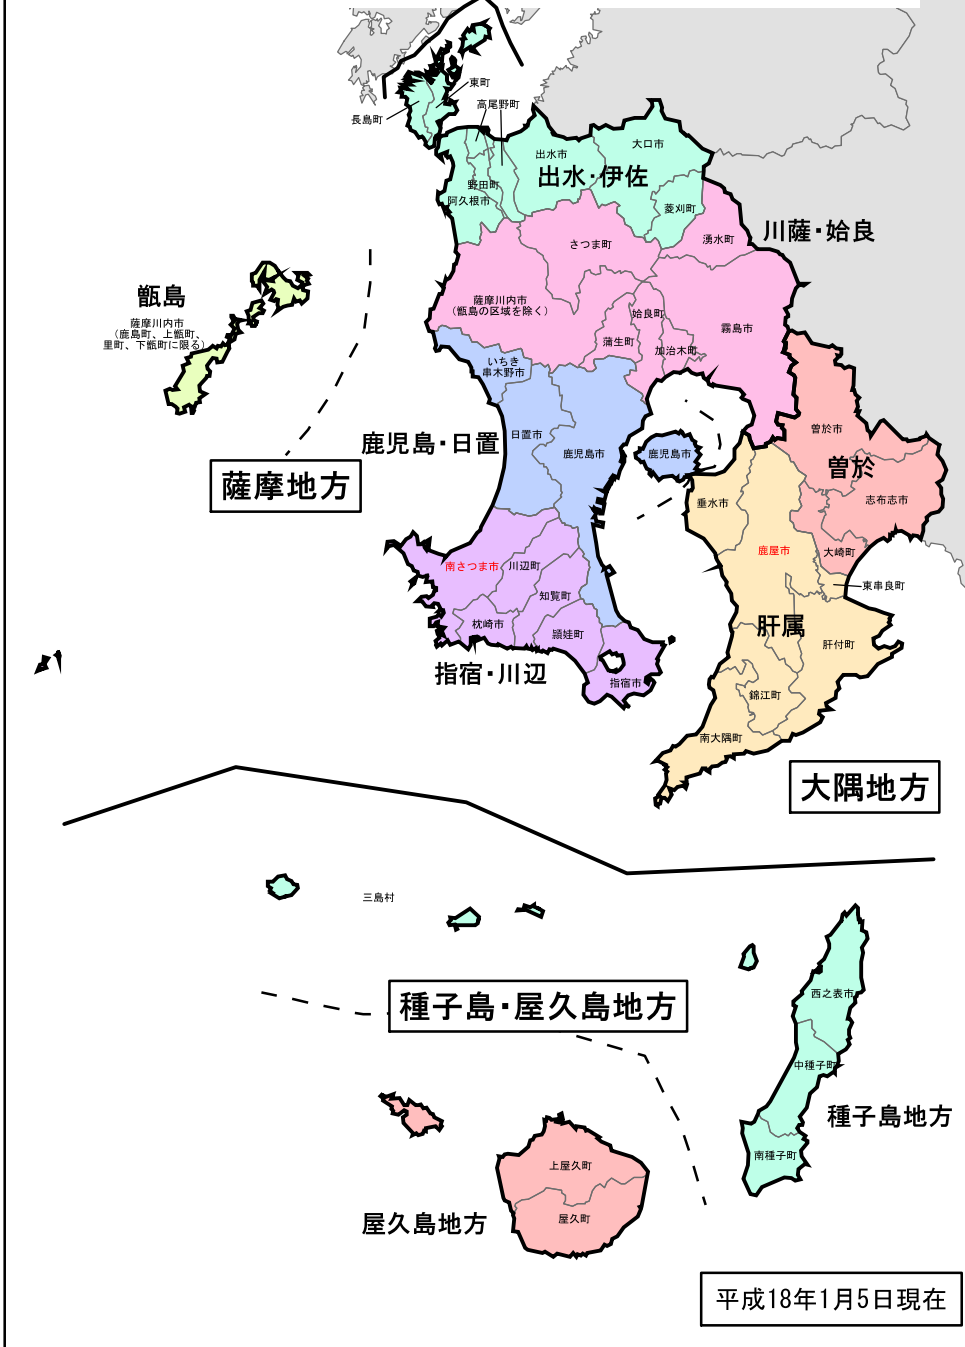 東町
高尾野町
長島町
大口市
出水市
出水・伊佐
野田町
阿久根市
菱刈町
川薩・姶良
湧水町
さつま町
甑島
薩摩川内市
(鹿島町、上甑町、
里町、下甑町に限る)
薩摩川内市
(甑島の区域を除く)
姶良町
霧島市
蒲生町
加治木町
いちき
串木野市
曽於市
日置市
鹿児島・日置
鹿児島市
鹿児島市
曽於
薩摩地方
垂水市
志布志市
鹿屋市
大崎町
南さつま市
川辺町
東串良町
知覧町
枕崎市
頴娃町
肝属
肝付町
指宿・川辺
指宿市
錦江町
南大隅町
大隅地方
三島村
西之表市
種子島・屋久島地方
中種子町
種子島地方
南種子町
上屋久町
屋久町
屋久島地方
平成18年1月5日現在